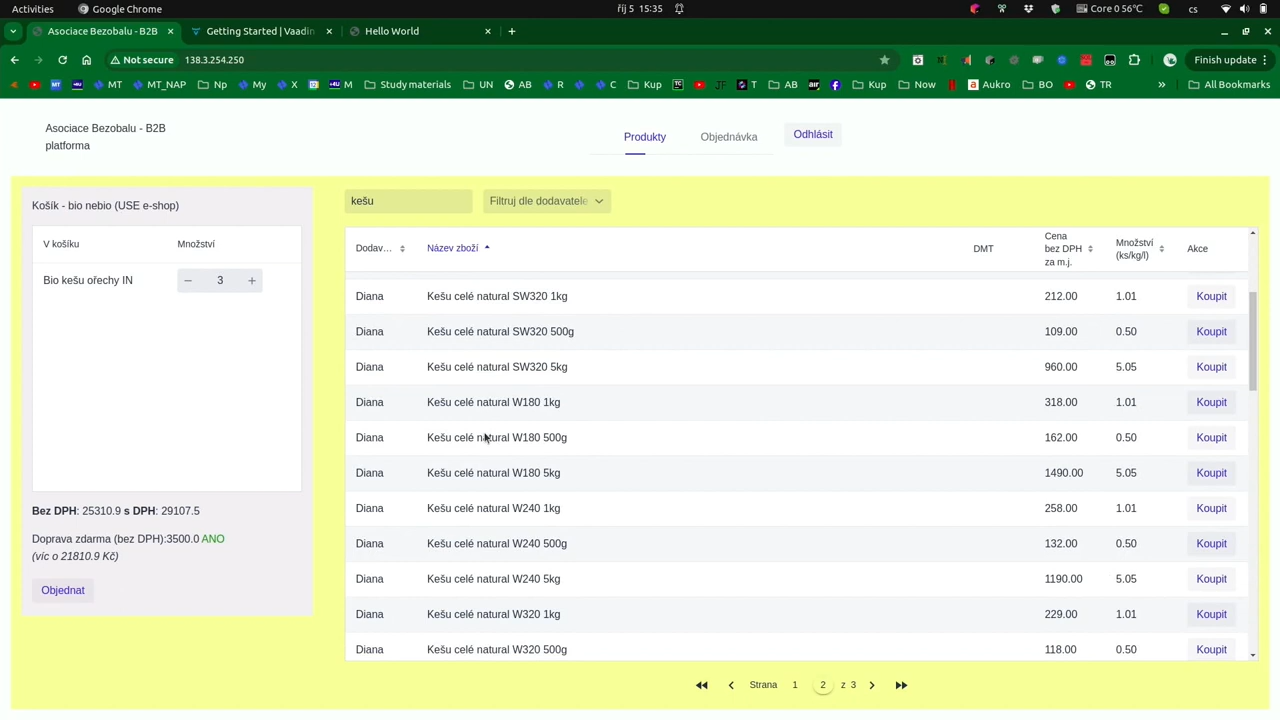 Activities
Google Chrome
říj 5 15:35
Core 0 56°C
cs
Asociace Bezobalu - B2B
Getting Started | Vaadin
Hello World
Not secure
138.3.254.250
Finish update
MT
MT_NAP
Np
My
X
M
Study materials
UN
AB
R
C
Kup
T
AB
Kup
Now
Aukro
BO
TR
All Bookmarks
Asociace Bezobalu - B2B
platforma
Produkty
Objednávka
Odhlásit
Košík - bio nebio (USE e-shop)
V košíku Množství
Bio kešu ořechy IN − 3 +
Bez DPH: 25310.9 s DPH: 29107.5
Doprava zdarma (bez DPH):3500.0 ANO
(víc o 21810.9 Kč)
Objednat
kešu
Filtruj dle dodavatele
Dodav… Název zboží DMT Cena bez DPH za m.j. Množství (ks/kg/l) Akce
Diana Kešu celé natural SW320 1kg 212.00 1.01 Koupit
Diana Kešu celé natural SW320 500g 109.00 0.50 Koupit
Diana Kešu celé natural SW320 5kg 960.00 5.05 Koupit
Diana Kešu celé natural W180 1kg 318.00 1.01 Koupit
Diana Kešu celé natural W180 500g 162.00 0.50 Koupit
Diana Kešu celé natural W180 5kg 1490.00 5.05 Koupit
Diana Kešu celé natural W240 1kg 258.00 1.01 Koupit
Diana Kešu celé natural W240 500g 132.00 0.50 Koupit
Diana Kešu celé natural W240 5kg 1190.00 5.05 Koupit
Diana Kešu celé natural W320 1kg 229.00 1.01 Koupit
Diana Kešu celé natural W320 500g 118.00 0.50 Koupit
Strana 1 2 z 3